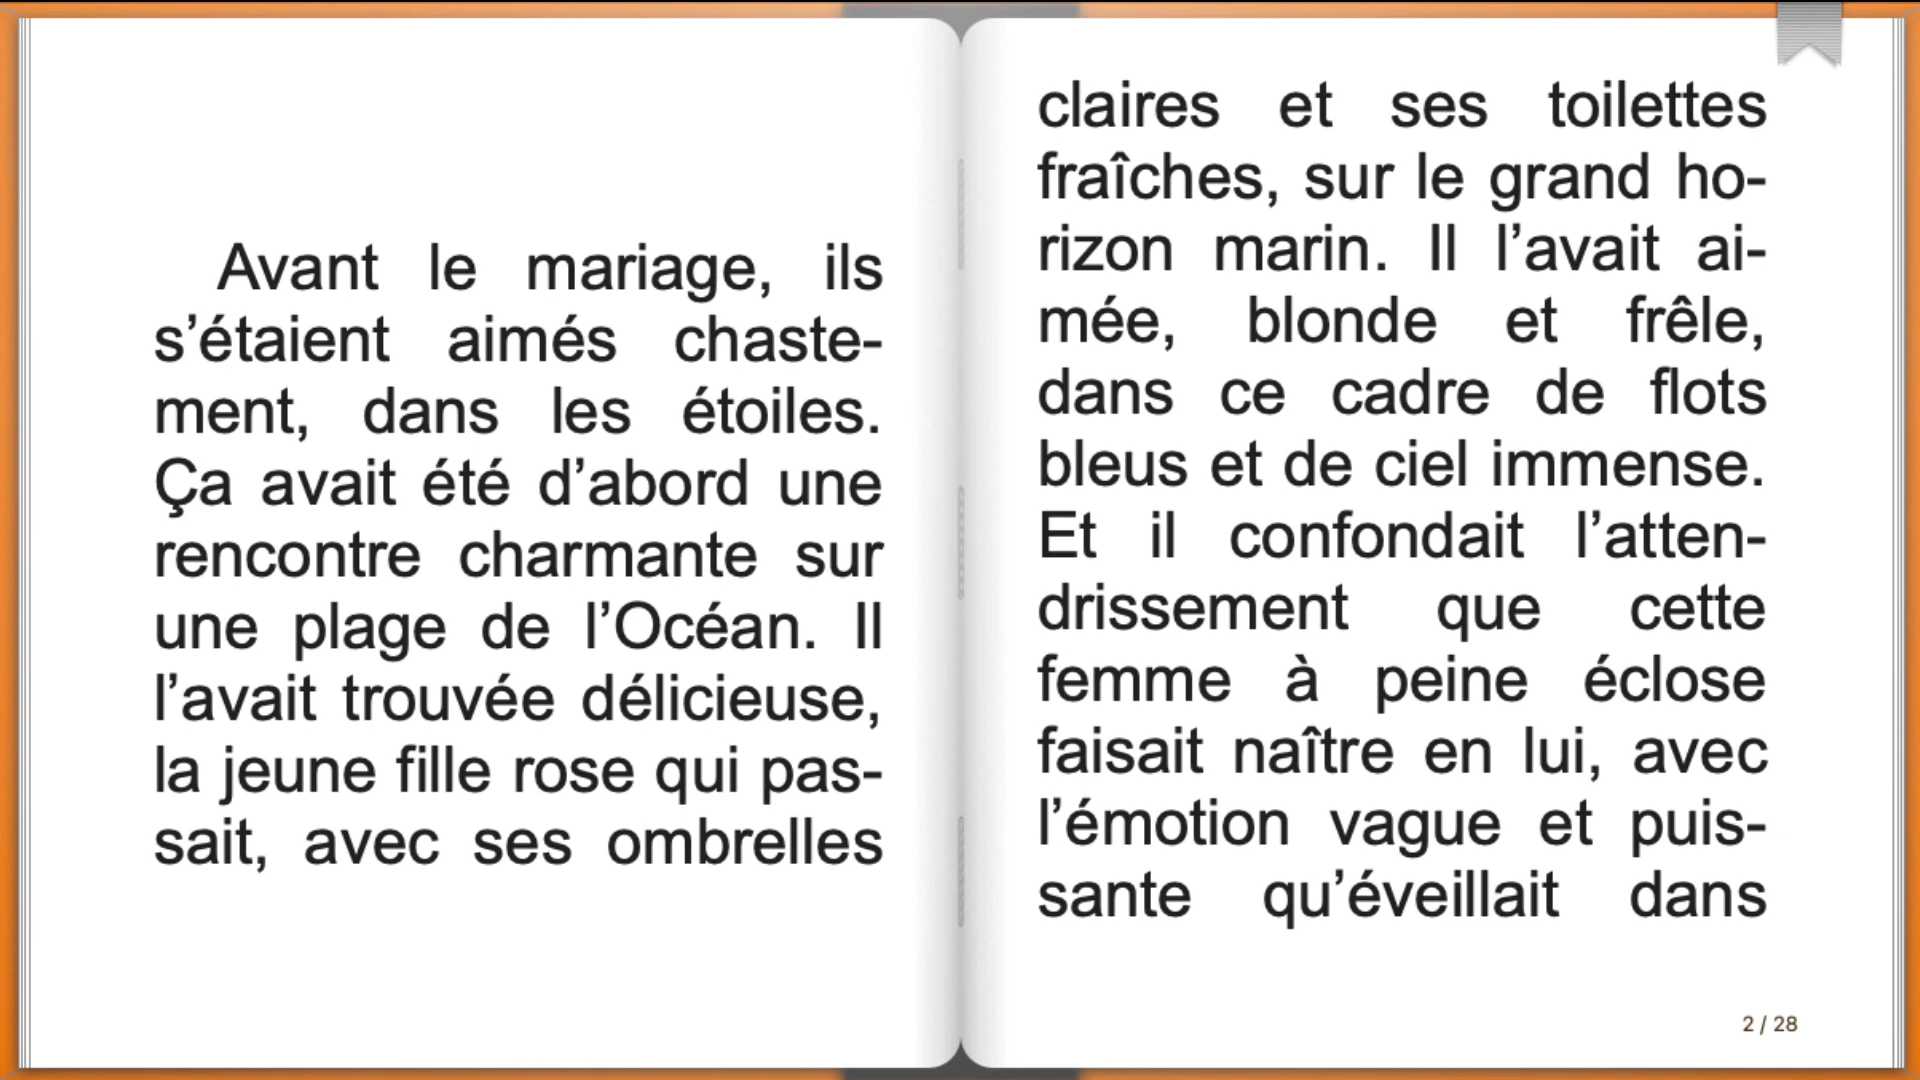 Avant le mariage, ils
s’étaient aimés chaste-
ment, dans les étoiles.
Ça avait été d’abord une
rencontre charmante sur
une plage de l’Océan. Il
l’avait trouvée délicieuse,
la jeune fille rose qui pas-
sait, avec ses ombrelles
claires et ses toilettes
fraîches, sur le grand ho-
rizon marin. Il l’avait ai-
mée, blonde et frêle,
dans ce cadre de flots
bleus et de ciel immense.
Et il confondait l’atten-
drissement que cette
femme à peine éclose
faisait naître en lui, avec
l’émotion vague et puis-
sante qu’éveillait dans
2 / 28